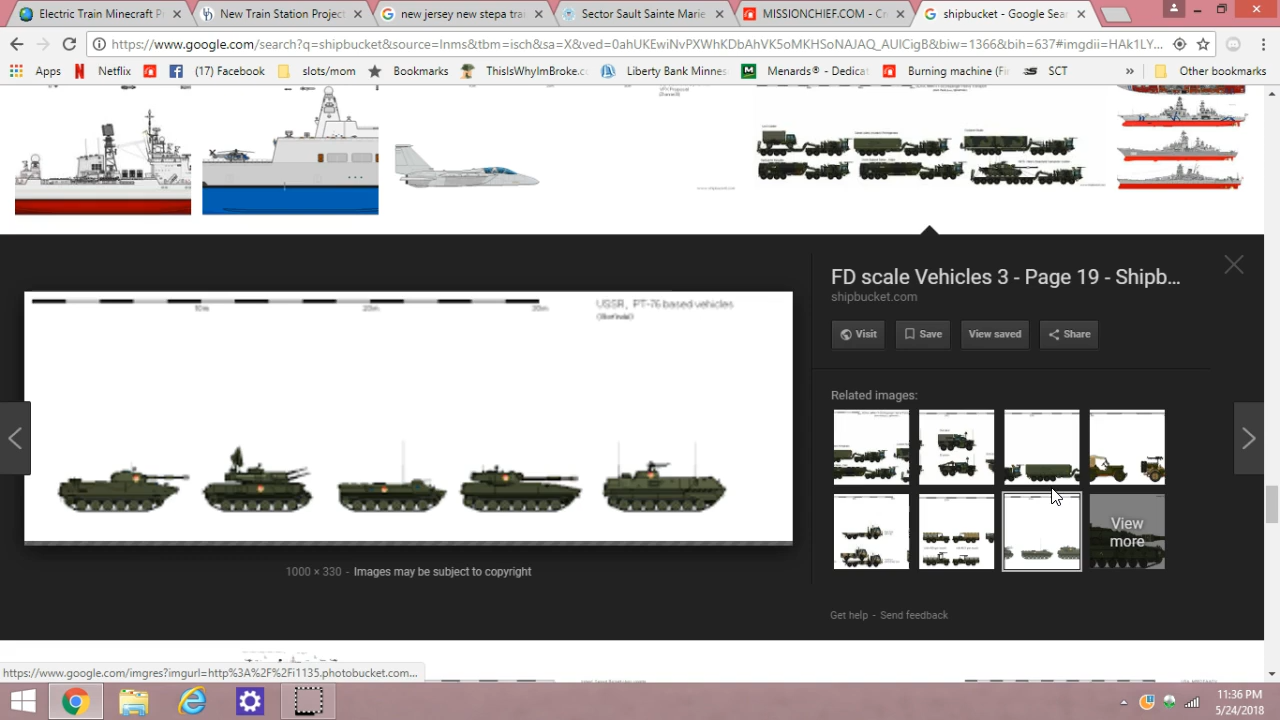 Electric Train Minecraft P
New Train Station Project
new jersey new stepa tra
Sector Sault Sainte Marie
MISSIONCHIEF.COM - Cr
shipbucket - Google Sea
https://www.google.com/search?q=shipbucket&source=lnms&tbm=isch&sa=X&ved=0ahUKEwiNvPXWhKDbAhVK5oMKHSoNAJAQ_AUICigB&biw=1366&bih=637#imgdii=HAk1LY...
Apps
Netflix
(17) Facebook
slots/mom
Bookmarks
ThisIsWhyImBroke.c
Liberty Bank Minnes
Menards® - Dedicat
Burning machine (Fi
SCT
»
Other bookmarks
FD scale Vehicles 3 - Page 19 - Shipb...
shipbucket.com
Visit
Save
View saved
Share
10m
20m
30m
USSR, PT-76 based vehicles
Related images:
View more
1000 × 330 - Images may be subject to copyright
Get help - Send feedback
https://www.google.com/imgres?imgurl=http%3A%2F%2Fi1135.photobucket.com...
11:36 PM
5/24/2018